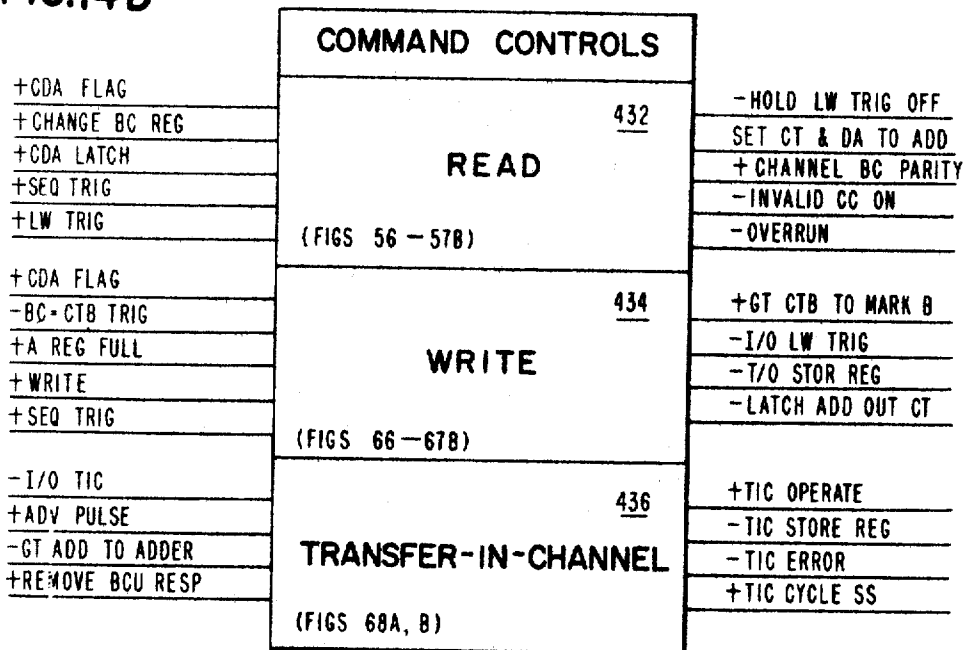 COMMAND CONTROLS
+CDA FLAG
+CHANGE BC REG
+CDA LATCH
+SEQ TRIG
+LW TRIG
432
READ
(FIGS 56-57B)
-HOLD LW TRIG OFF
SET CT & DA TO ADD
+CHANNEL BC PARITY
-INVALID CC ON
-OVERRUN
+CDA FLAG
-BC=CTB TRIG
+A REG FULL
+WRITE
+SEQ TRIG
434
WRITE
(FIGS 66-67B)
+GT CTB TO MARK B
-I/O LW TRIG
-T/O STOR REG
-LATCH ADD OUT CT
-I/O TIC
+ADV PULSE
-GT ADD TO ADDER
+REMOVE BCU RESP
436
TRANSFER-IN-CHANNEL
(FIGS 68A, B)
+TIC OPERATE
-TIC STORE REG
-TIC ERROR
+TIC CYCLE SS